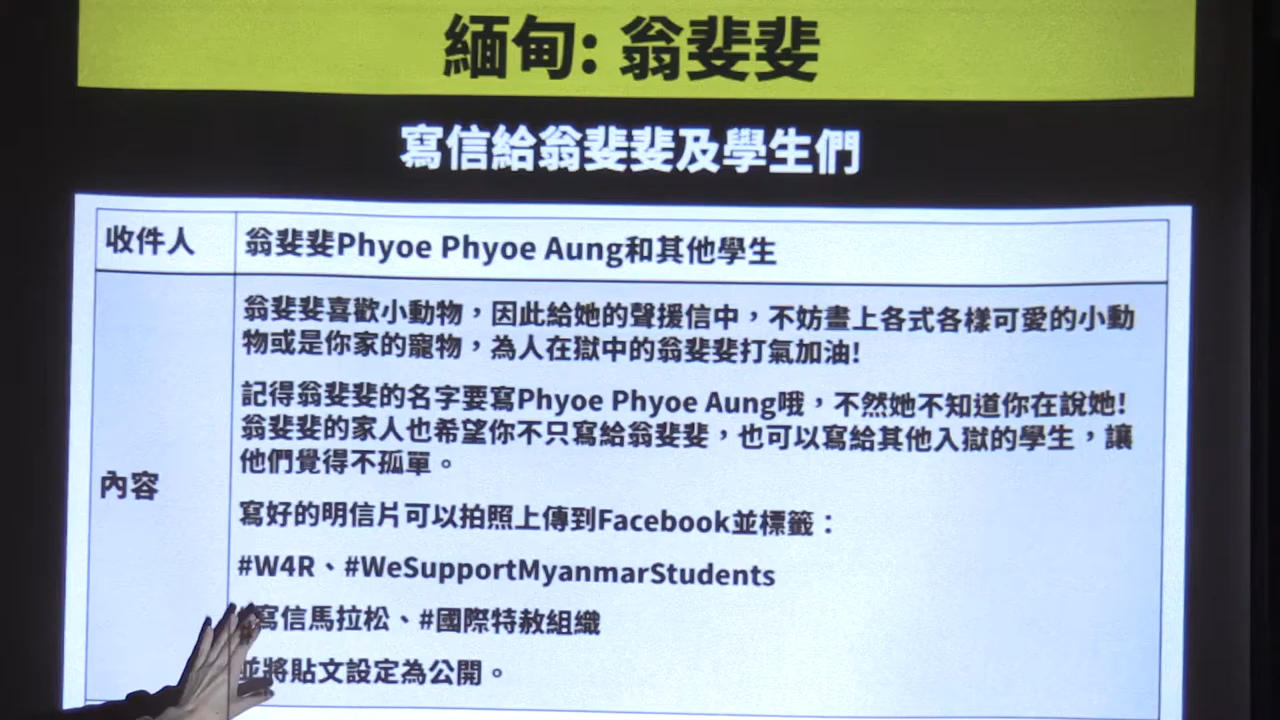 緬甸: 翁斐斐
寫信給翁斐斐及學生們
收件人
翁斐斐Phyoe Phyoe Aung和其他學生
內容
翁斐斐喜歡小動物，因此給她的聲援信中，不妨畫上各式各樣可愛的小動
物或是你家的寵物，為人在獄中的翁斐斐打氣加油!
記得翁斐斐的名字要寫Phyoe Phyoe Aung哦，不然她不知道你在說她!
翁斐斐的家人也希望你不只寫給翁斐斐，也可以寫給其他入獄的學生，讓
他們覺得不孤單。
寫好的明信片可以拍照上傳到Facebook並標籤：
#W4R、#WeSupportMyanmarStudents
#寫信馬拉松、#國際特赦組織
並將貼文設定為公開。